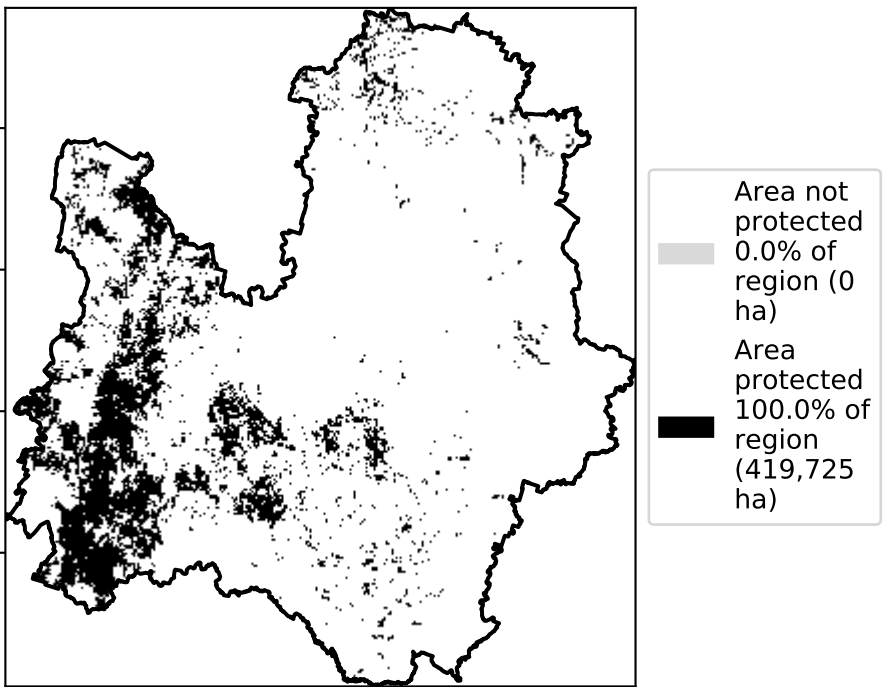 Area not
protected
0.0% of
region (0
ha)
Area
protected
100.0% of
region
(419,725
ha)